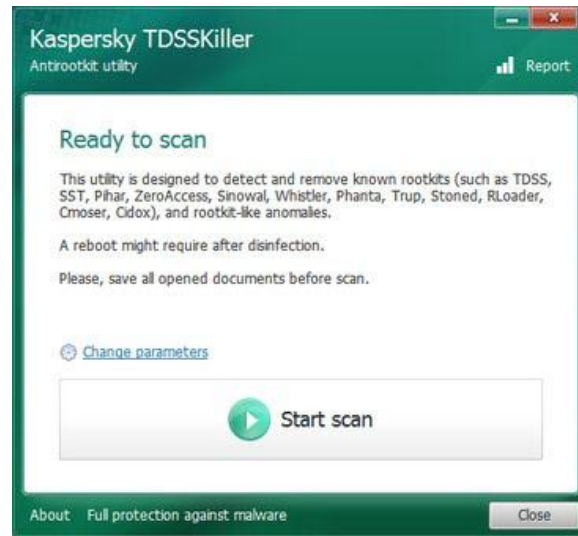 Kaspersky TDSSKiller
Antirootkit utility
Report
Ready to scan
This utility is designed to detect and remove known rootkits (such as TDSS,
SST, Pihar, ZeroAccess, Sinowal, Whistler, Phanta, Trup, Stoned, RLoader,
Cmoser, Cidox), and rootkit-like anomalies.
A reboot might require after disinfection.
Please, save all opened documents before scan.
Change parameters
Start scan
About Full protection against malware Close